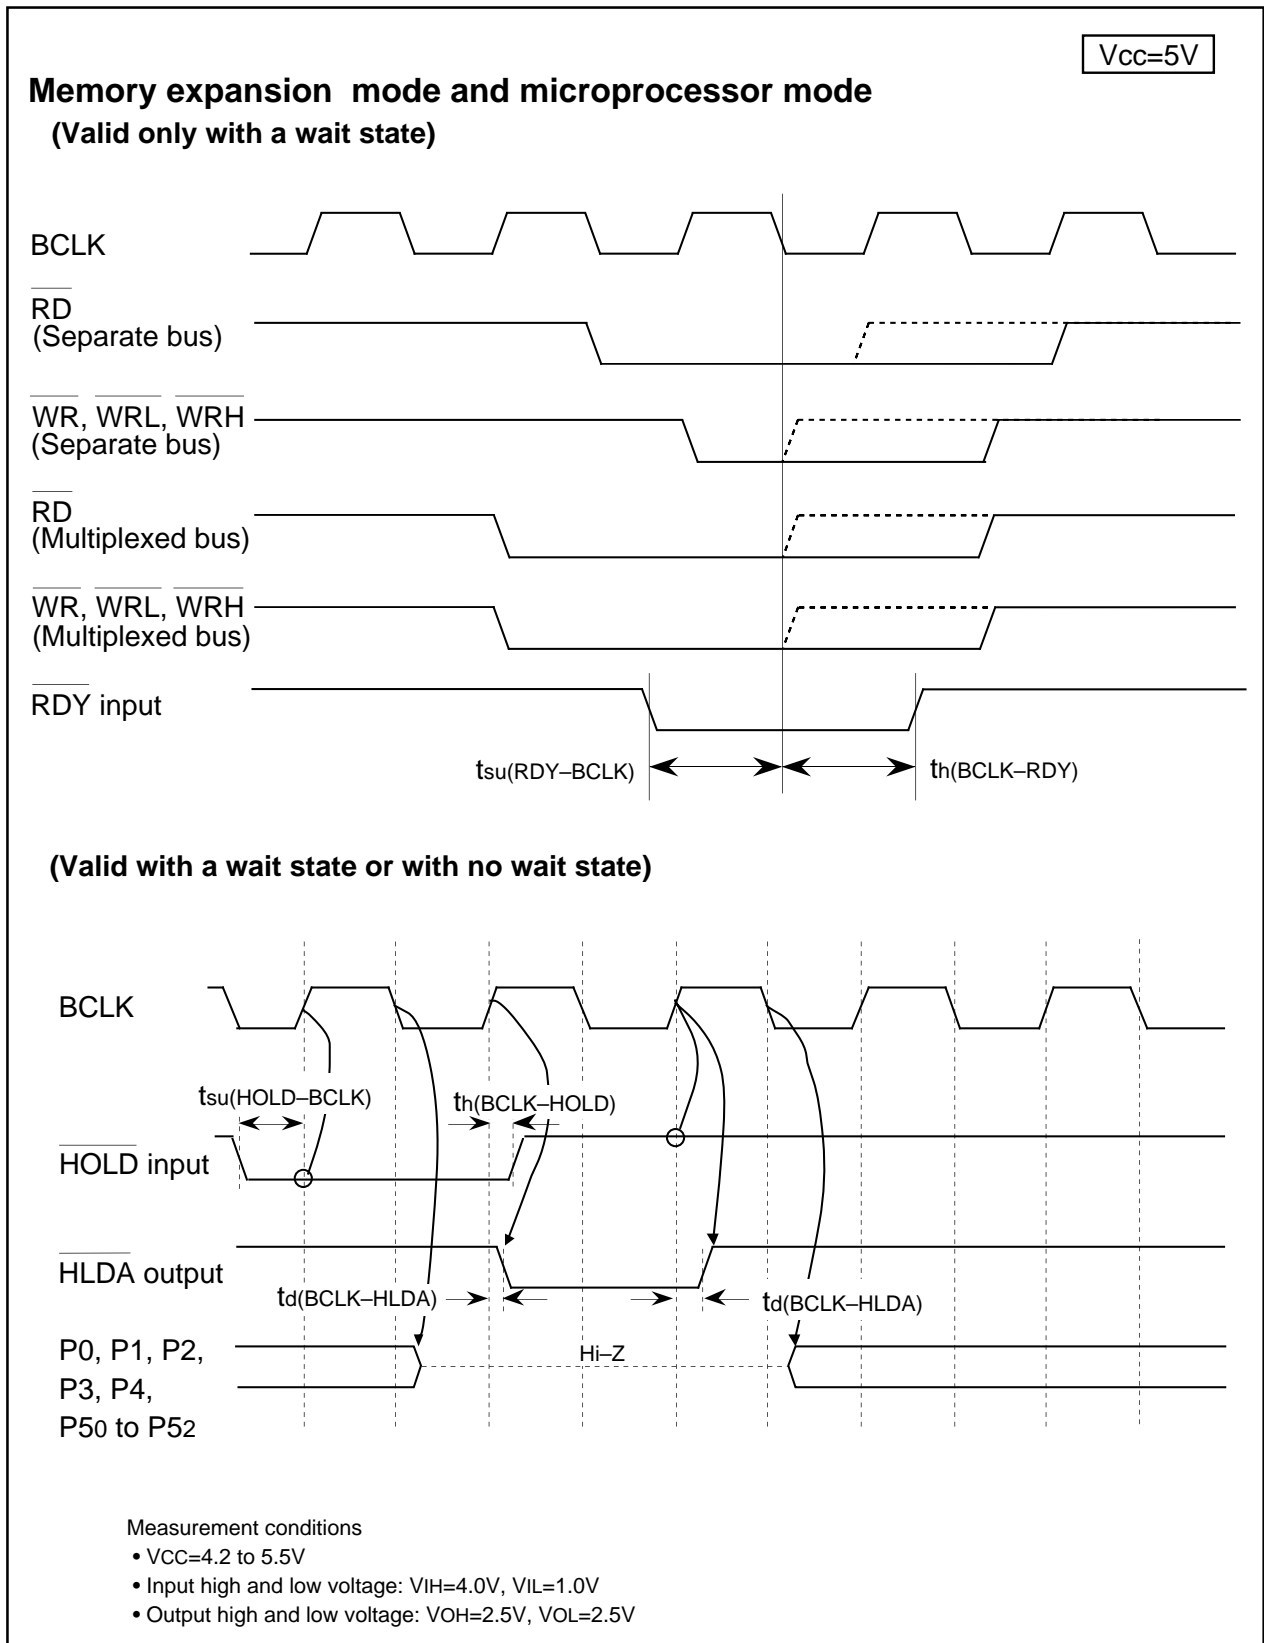 Vcc=5V
Memory expansion mode and microprocessor mode
(Valid only with a wait state)
BCLK
RD
(Separate bus)
WR, WRL, WRH
(Separate bus)
RD
(Multiplexed bus)
WR, WRL, WRH
(Multiplexed bus)
RDY input
tsu(RDY–BCLK)
th(BCLK–RDY)
(Valid with a wait state or with no wait state)
BCLK
tsu(HOLD–BCLK)
th(BCLK–HOLD)
HOLD input
HLDA output
td(BCLK–HLDA)
td(BCLK–HLDA)
P0, P1, P2,
P3, P4,
P50 to P52
Hi–Z
Measurement conditions
• VCC=4.2 to 5.5V
• Input high and low voltage: VIH=4.0V, VIL=1.0V
• Output high and low voltage: VOH=2.5V, VOL=2.5V